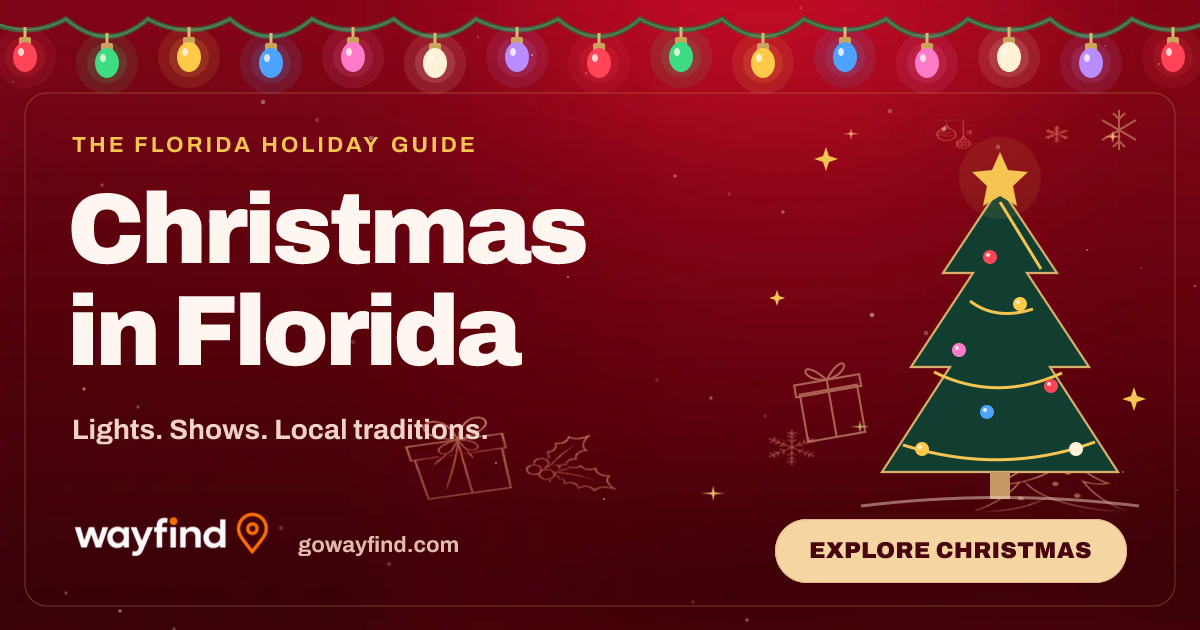 THE FLORIDA HOLIDAY GUIDE
Christmas
in Florida
Lights. Shows. Local traditions.
wayfind
gowayfind.com
EXPLORE CHRISTMAS